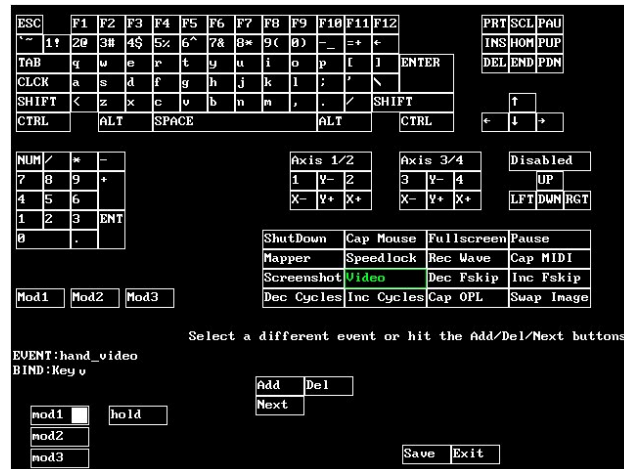 ESC F1 F2 F3 F4 F5 F6 F7 F8 F9 F10 F11 F12 PRT SCL PAU
`~ 1! 2@ 3# 4$ 5% 6^ 7& 8* 9( 0) -_ =+ ← INS HOM PUP
TAB q w e r t y u i o p [ ] ENTER DEL END PDN
CLCK a s d f g h j k l ; ' \
SHIFT < z x c v b n m , . / SHIFT ↑
CTRL ALT SPACE ALT CTRL ← ↓ →
NUM / * - Axis 1/2 Axis 3/4 Disabled
7 8 9 + 1 Y- 2 3 Y- 4 UP
4 5 6 X- Y+ X+ X- Y+ X+ LFT DWN RGT
1 2 3 ENT
0 .
ShutDown Cap Mouse Fullscreen Pause
Mapper Speedlock Rec Wave Cap MIDI
Screenshot Video Dec Fskip Inc Fskip
Mod1 Mod2 Mod3 Dec Cycles Inc Cycles Cap OPL Swap Image
Select a different event or hit the Add/Del/Next buttons
EVENT:hand_video
BIND:Key v
Add Del
Next
mod1 hold
mod2
mod3
Save Exit